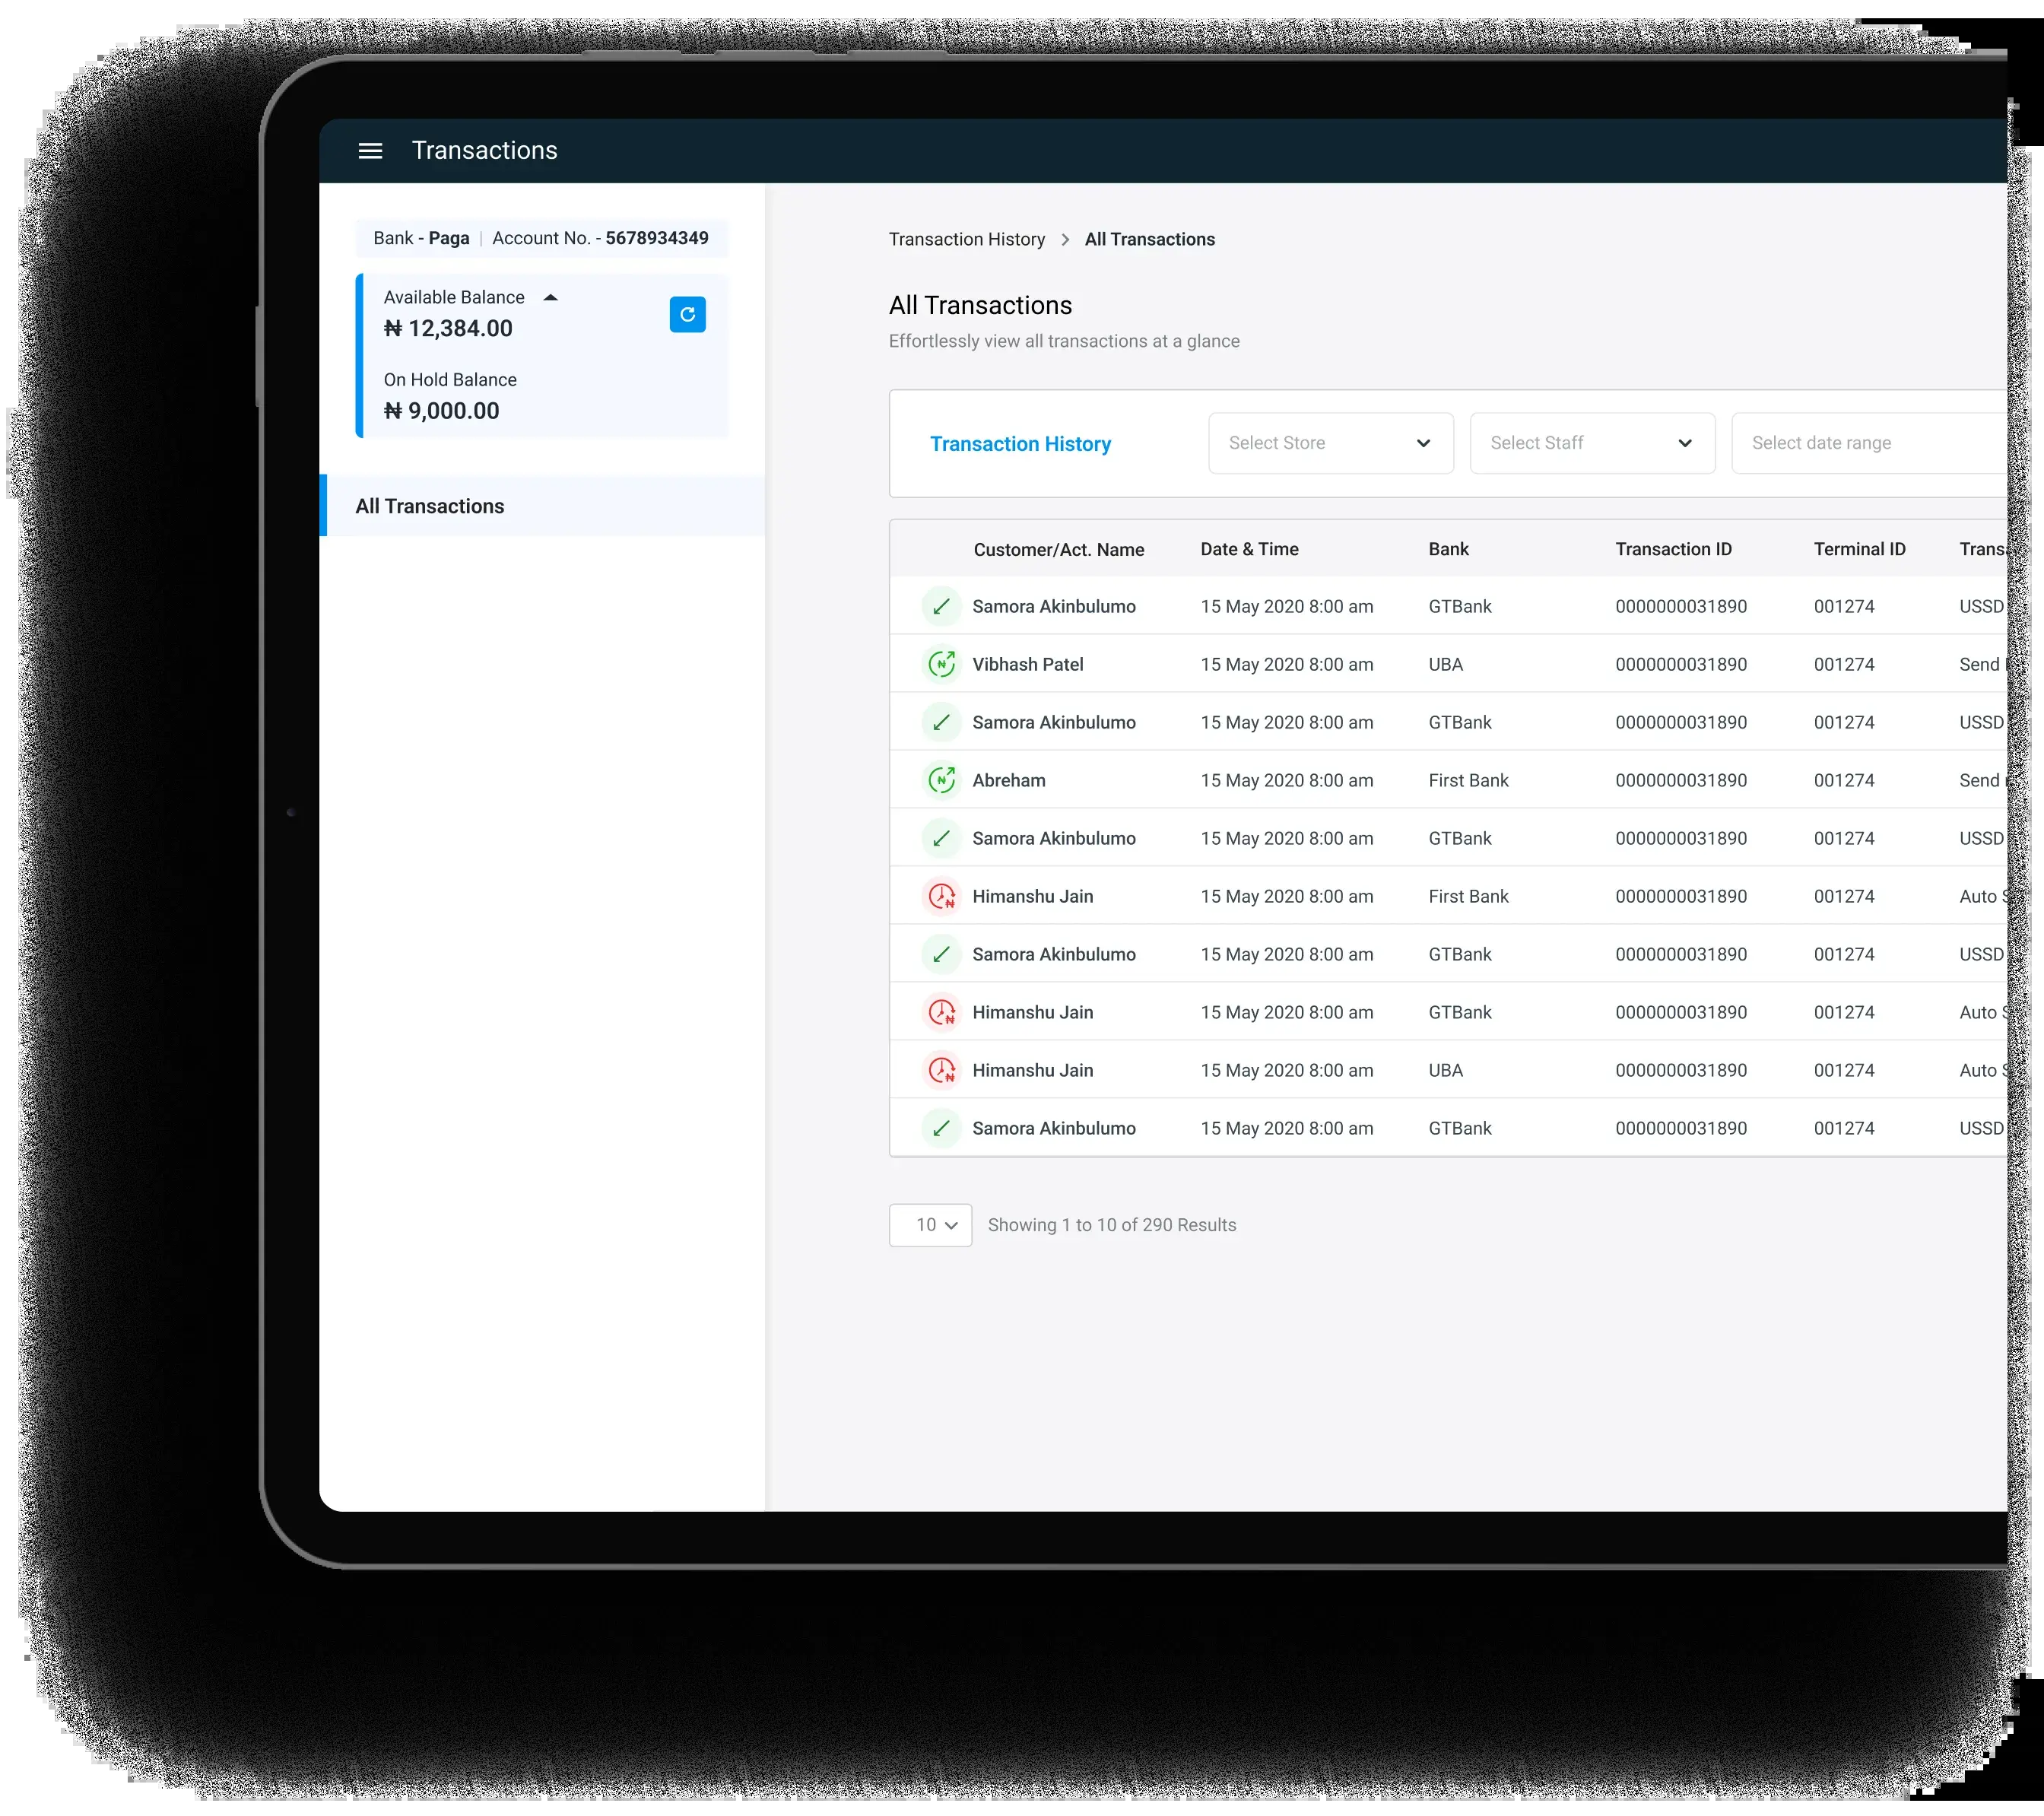 Transactions
Bank - Paga | Account No. - 5678934349
Available Balance
₦ 12,384.00
On Hold Balance
₦ 9,000.00
All Transactions
Transaction History > All Transactions
All Transactions
Effortlessly view all transactions at a glance
Transaction History Select Store Select Staff Select date range
Customer/Act. Name Date & Time Bank Transaction ID Terminal ID
Samora Akinbulumo 15 May 2020 8:00 am GTBank 0000000031890 001274 USSD
Vibhash Patel 15 May 2020 8:00 am UBA 0000000031890 001274 Send
Samora Akinbulumo 15 May 2020 8:00 am GTBank 0000000031890 001274 USSD
Abreham 15 May 2020 8:00 am First Bank 0000000031890 001274 Send
Samora Akinbulumo 15 May 2020 8:00 am GTBank 0000000031890 001274 USSD
Himanshu Jain 15 May 2020 8:00 am First Bank 0000000031890 001274 Auto
Samora Akinbulumo 15 May 2020 8:00 am GTBank 0000000031890 001274 USSD
Himanshu Jain 15 May 2020 8:00 am GTBank 0000000031890 001274 Auto
Himanshu Jain 15 May 2020 8:00 am UBA 0000000031890 001274 Auto
Samora Akinbulumo 15 May 2020 8:00 am GTBank 0000000031890 001274 USSD
10 Showing 1 to 10 of 290 Results